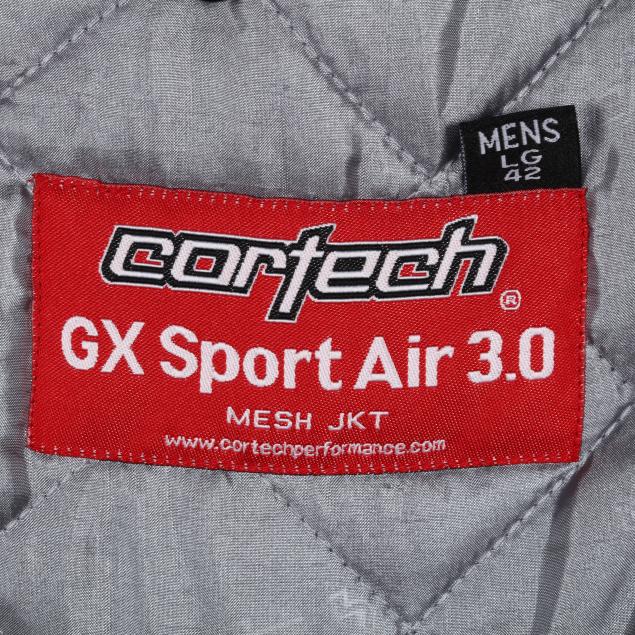 MENS
LG
42
cortech®
GX Sport Air 3.0
MESH JKT
www.cortechperformance.com